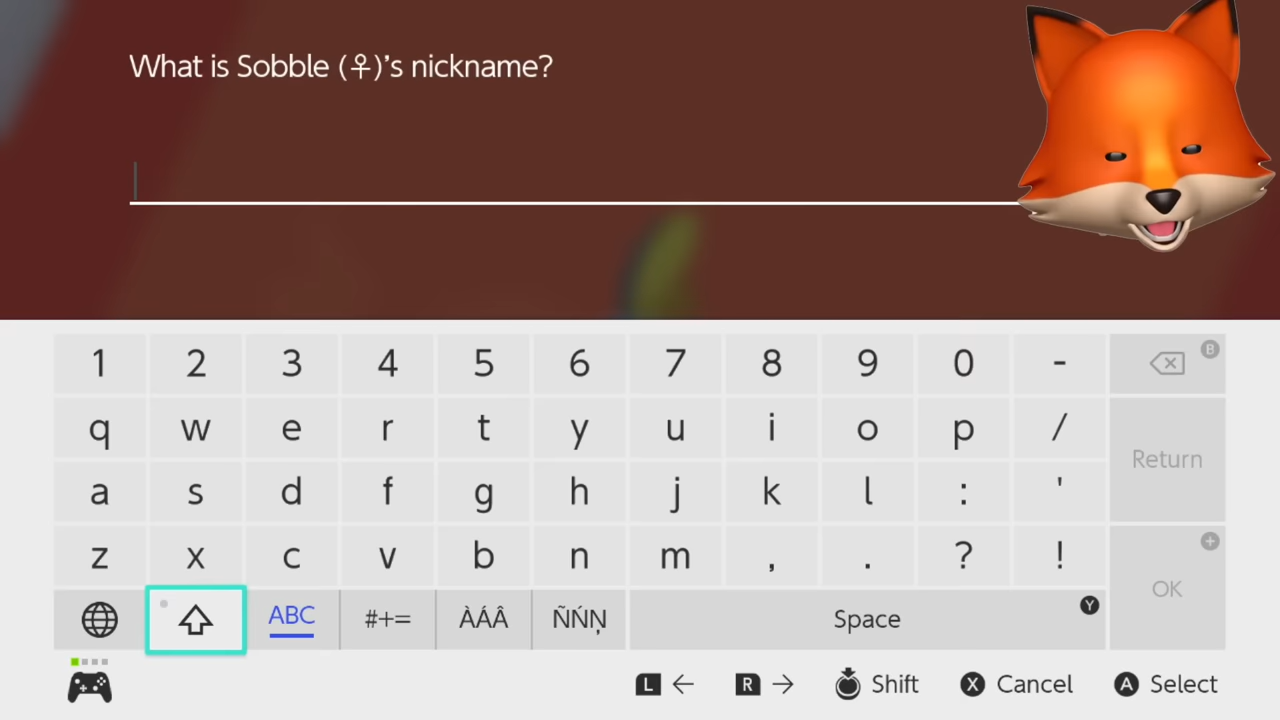 What is Sobble (♀)'s nickname?
1 2 3 4 5 6 7 8 9 0 - B
q w e r t y u i o p /
Return
a s d f g h j k l : '
z x c v b n m , . ? ! +
OK
ABC #+= ÀÁÂ ÑŃŅ Space Y
L ← R → Shift X Cancel A Select